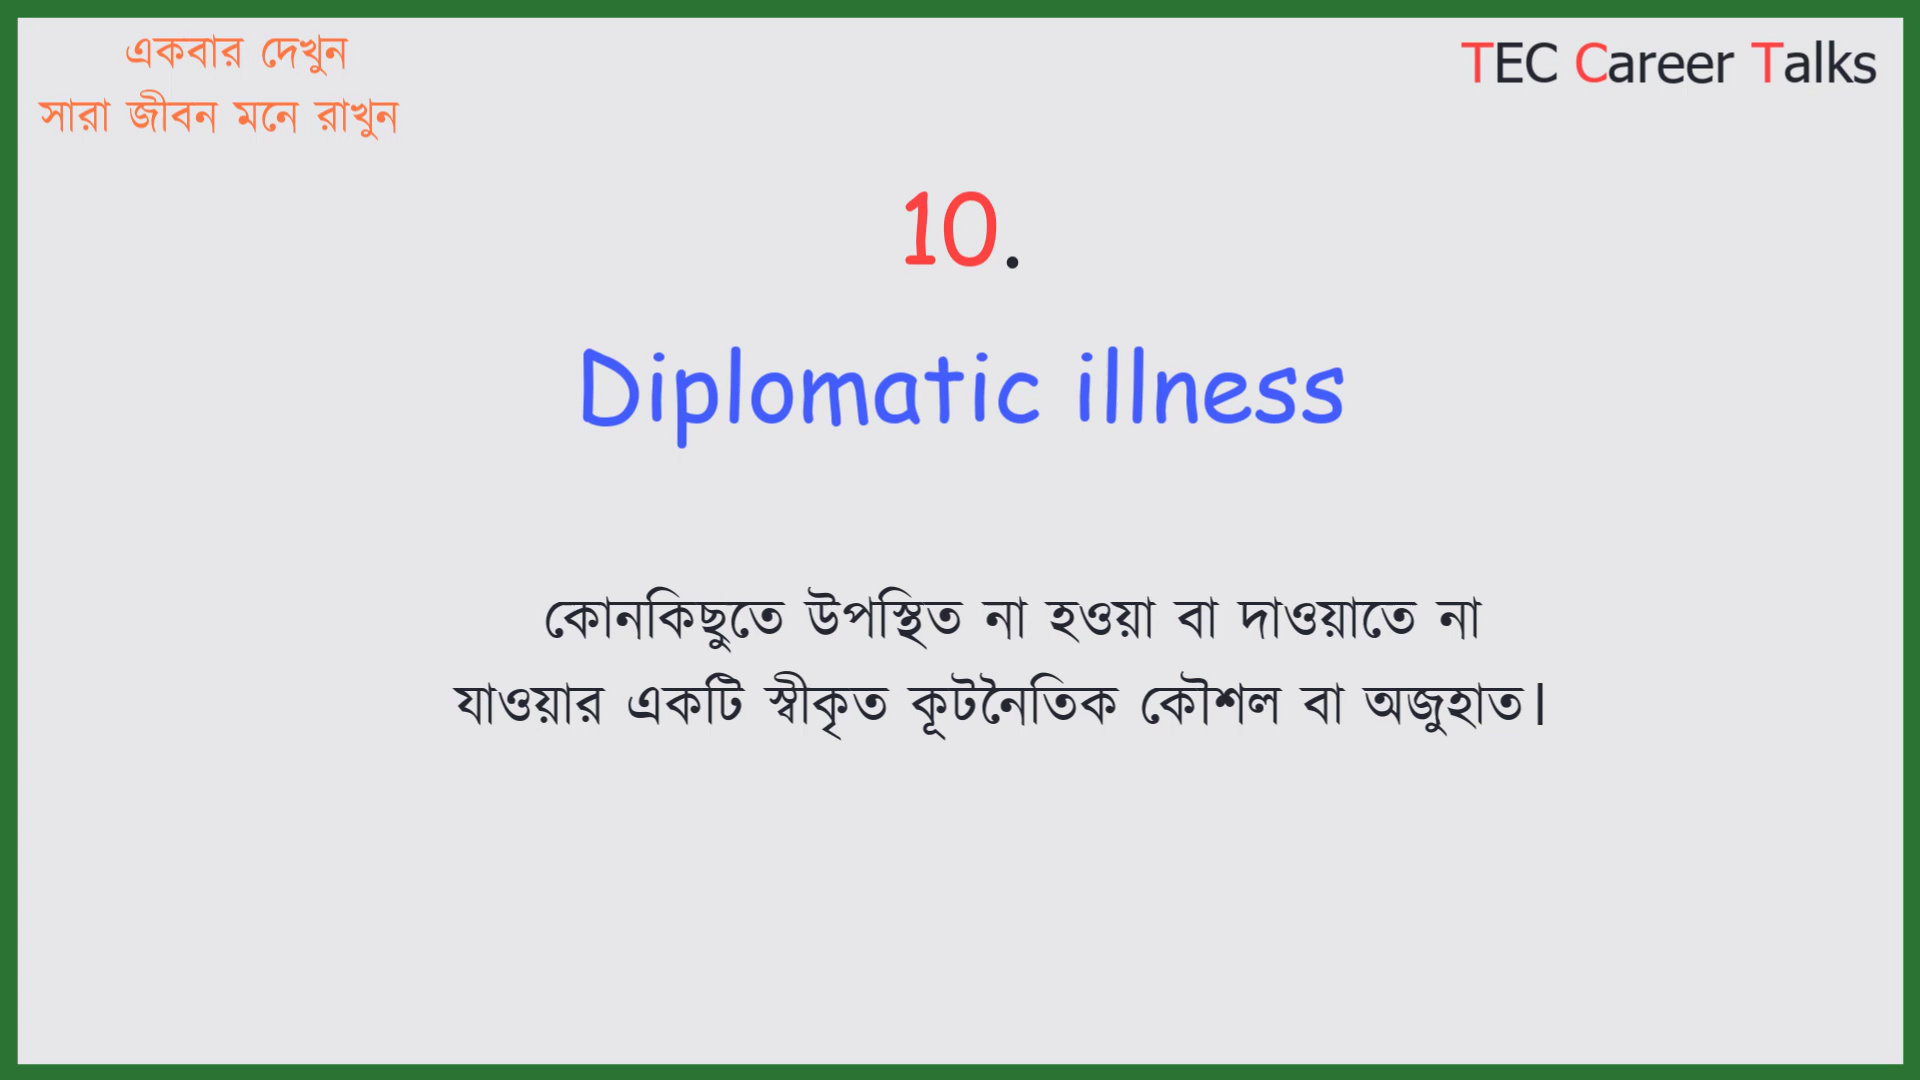 একবার দেখুন
সারা জীবন মনে রাখুন
TEC Career Talks
10.
Diplomatic illness
কোনকিছুতে উপস্থিত না হওয়া বা দাওয়াতে না
যাওয়ার একটি স্বীকৃত কূটনৈতিক কৌশল বা অজুহাত।